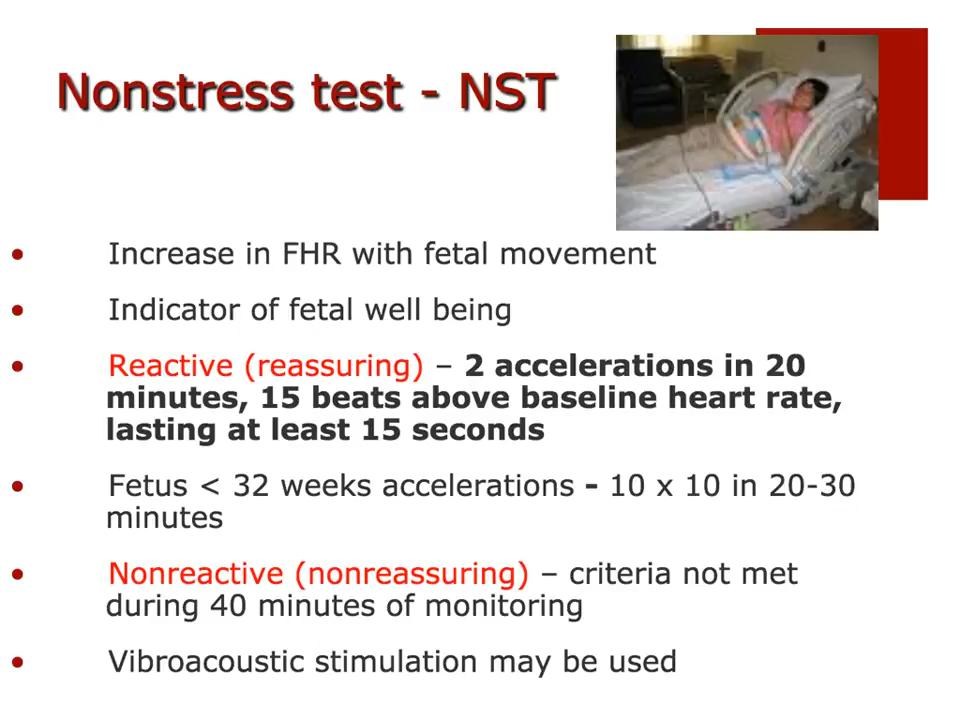 Nonstress test - NST
• Increase in FHR with fetal movement
• Indicator of fetal well being
• Reactive (reassuring) – 2 accelerations in 20
minutes, 15 beats above baseline heart rate,
lasting at least 15 seconds
• Fetus < 32 weeks accelerations - 10 x 10 in 20-30
minutes
• Nonreactive (nonreassuring) – criteria not met
during 40 minutes of monitoring
• Vibroacoustic stimulation may be used